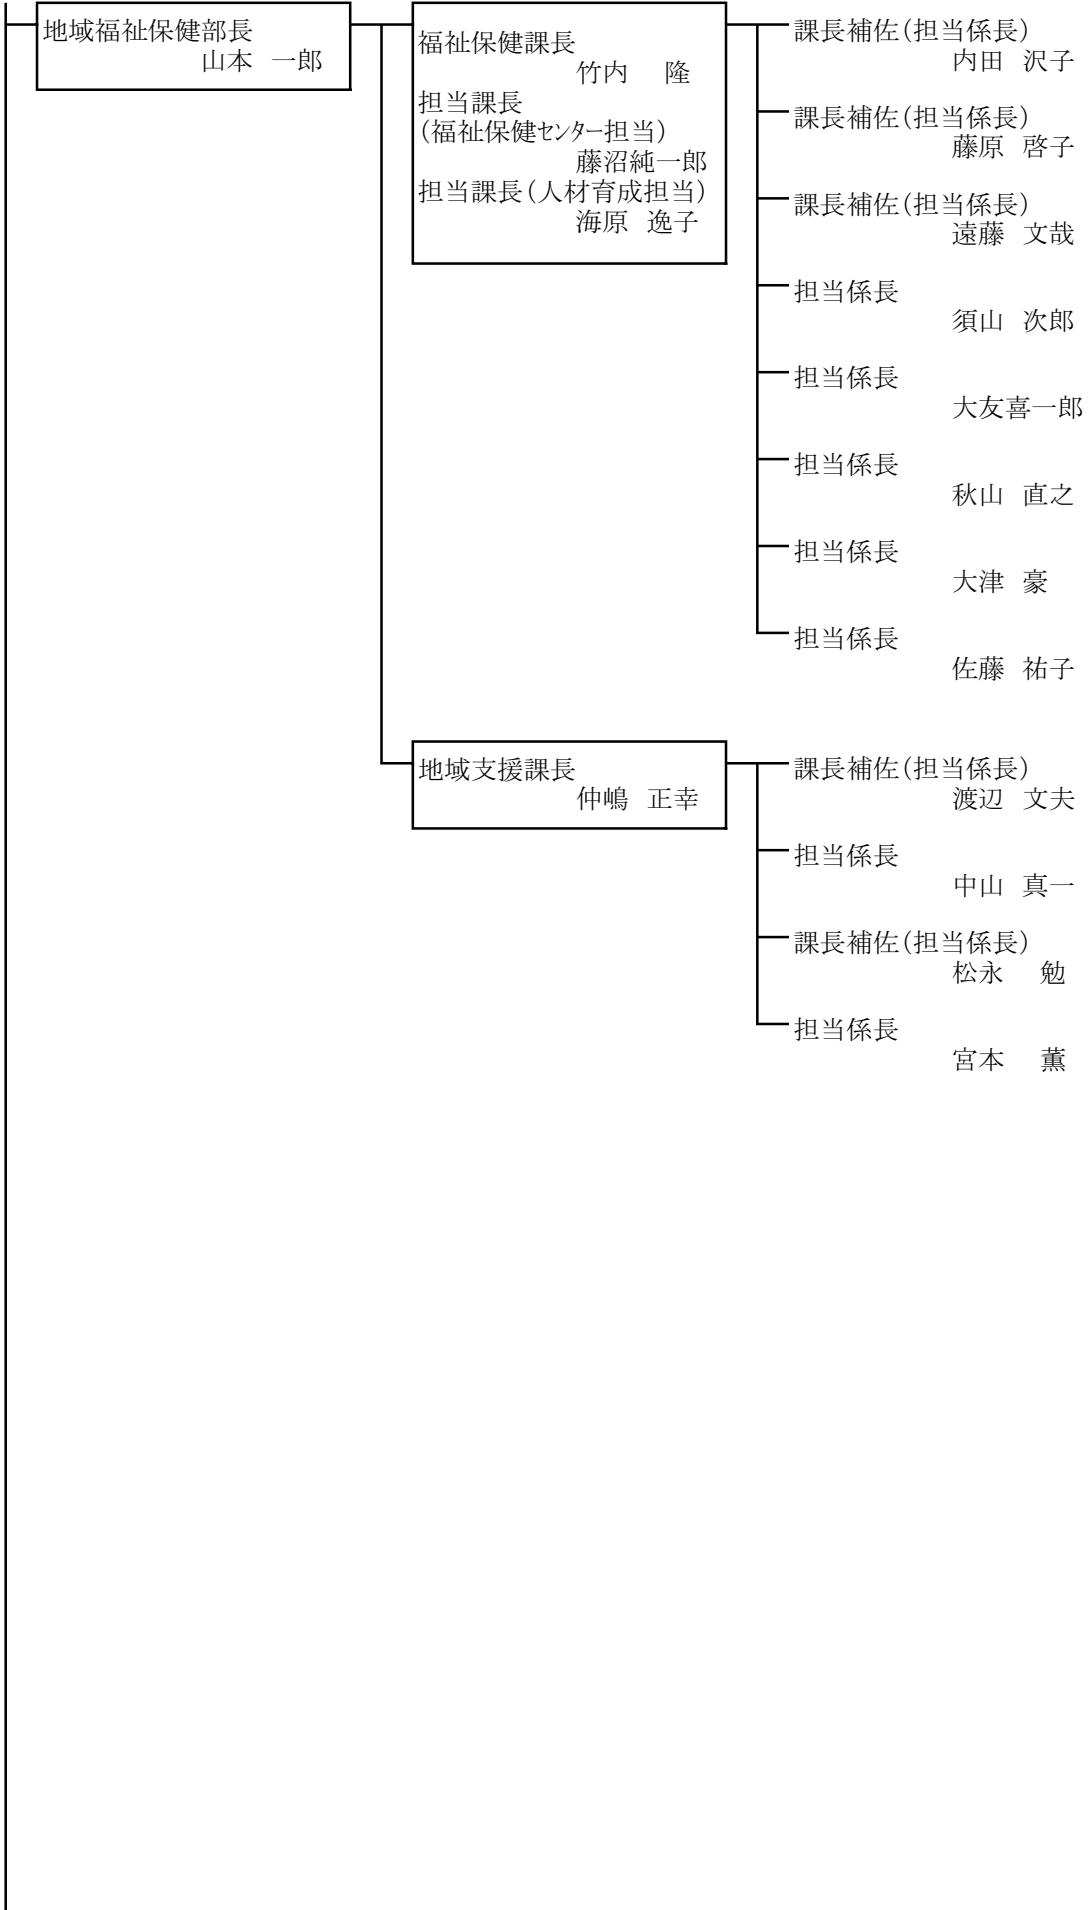 地域福祉保健部長
山本 一郎
福祉保健課長
竹内 隆
担当課長
(福祉保健センター担当)
藤沼純一郎
担当課長(人材育成担当)
海原 逸子
課長補佐(担当係長)
内田 沢子
課長補佐(担当係長)
藤原 啓子
課長補佐(担当係長)
遠藤 文哉
担当係長
須山 次郎
担当係長
大友喜一郎
担当係長
秋山 直之
担当係長
大津 豪
担当係長
佐藤 祐子
地域支援課長
仲嶋 正幸
課長補佐(担当係長)
渡辺 文夫
担当係長
中山 真一
課長補佐(担当係長)
松永 勉
担当係長
宮本 薫